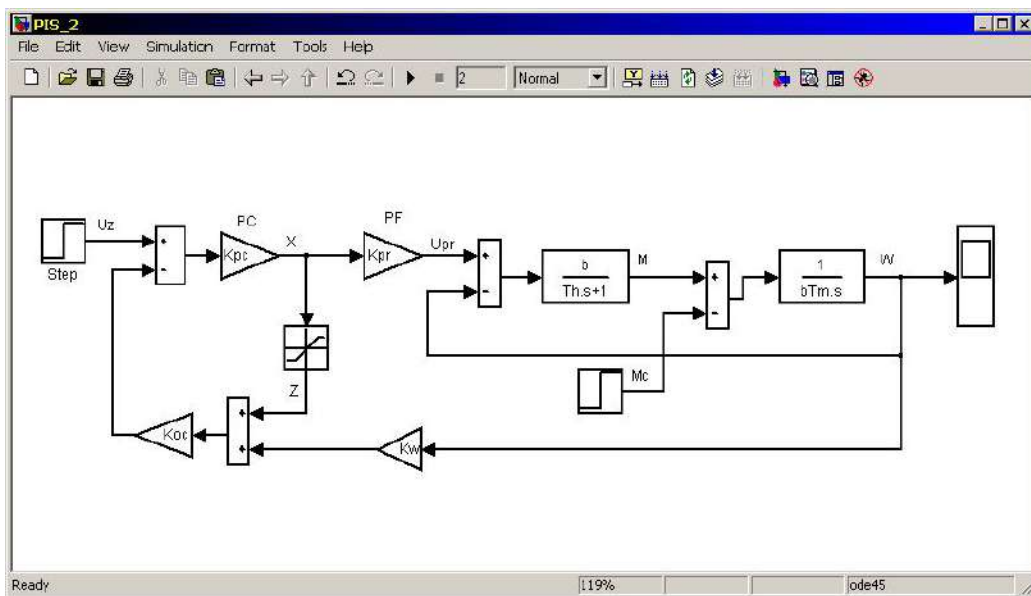 PIS_2
File Edit View Simulation Format Tools Help
2 Normal
Uz
PC
X
PF
Upr
Step
Kpc
Kpr
b
Th.s+1
M
1
bTm.s
W
Mc
Z
Koc
Kw
Ready 119% ode45